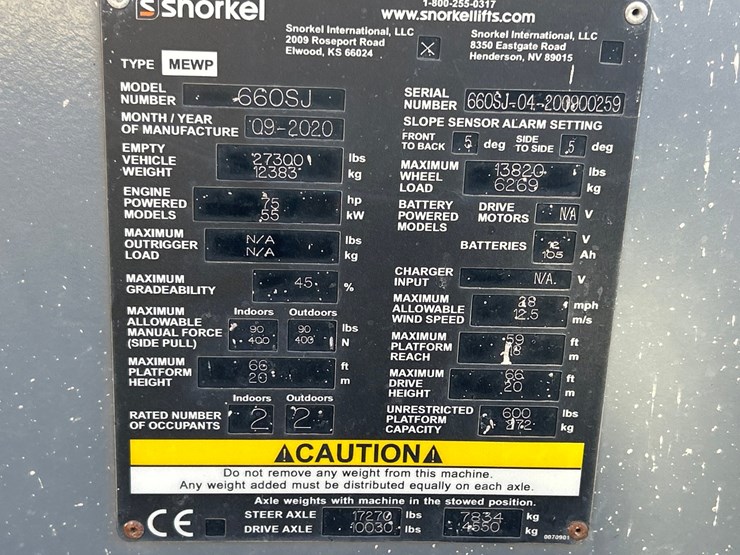 snorkel
1-800-255-0317
www.snorkellifts.com
Snorkel International, LLC
2009 Roseport Road
Elwood, KS 66024
Snorkel International, LLC
8350 Eastgate Road
Henderson, NV 89015
TYPE MEWP
MODEL NUMBER 660SJ
SERIAL NUMBER 660SJ-04-200900259
MONTH / YEAR OF MANUFACTURE 09-2020
SLOPE SENSOR ALARM SETTING
FRONT TO BACK 5 deg SIDE TO SIDE 5 deg
EMPTY VEHICLE WEIGHT 27300 lbs
12383 kg
MAXIMUM WHEEL LOAD 13820 lbs
6269 kg
ENGINE POWERED MODELS 75 hp
55 kW
BATTERY POWERED MODELS
DRIVE MOTORS N/A V
BATTERIES 12 V
105 Ah
MAXIMUM OUTRIGGER LOAD N/A lbs
N/A kg
CHARGER INPUT N/A V
MAXIMUM GRADEABILITY 45 %
MAXIMUM ALLOWABLE WIND SPEED 28 mph
12.5 m/s
MAXIMUM ALLOWABLE MANUAL FORCE (SIDE PULL)
Indoors Outdoors
90 90 lbs
400 400 N
MAXIMUM PLATFORM REACH 59 ft
18 m
MAXIMUM PLATFORM HEIGHT 66 ft
20 m
MAXIMUM DRIVE HEIGHT 66 ft
20 m
Indoors Outdoors
RATED NUMBER OF OCCUPANTS 2 2
UNRESTRICTED PLATFORM CAPACITY 600 lbs
272 kg
CAUTION
Do not remove any weight from this machine.
Any weight added must be distributed equally on each axle.
Axle weights with machine in the stowed position.
CE
STEER AXLE 17270 lbs 7834 kg
DRIVE AXLE 10030 lbs 4550 kg
0070901